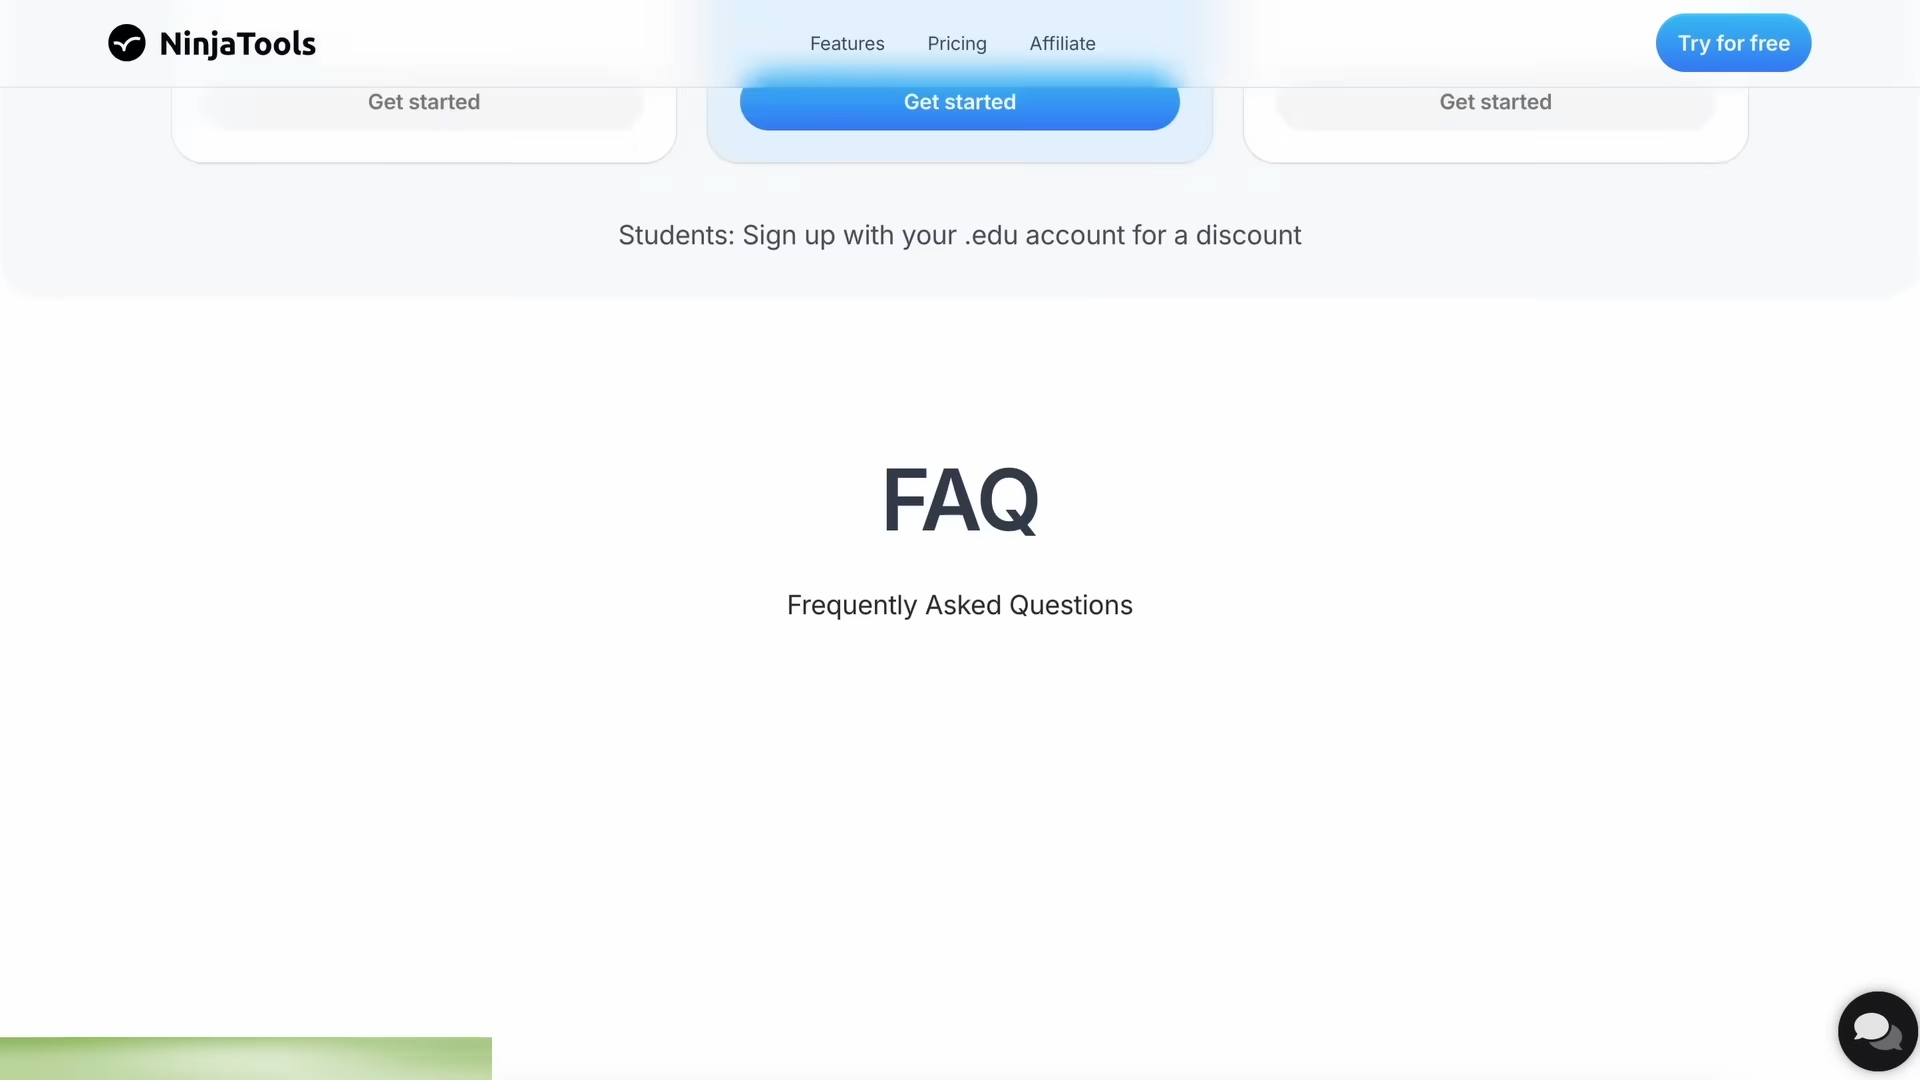 NinjaTools
Features
Pricing
Affiliate
Try for free
Get started
Get started
Get started
Students: Sign up with your .edu account for a discount
FAQ
Frequently Asked Questions